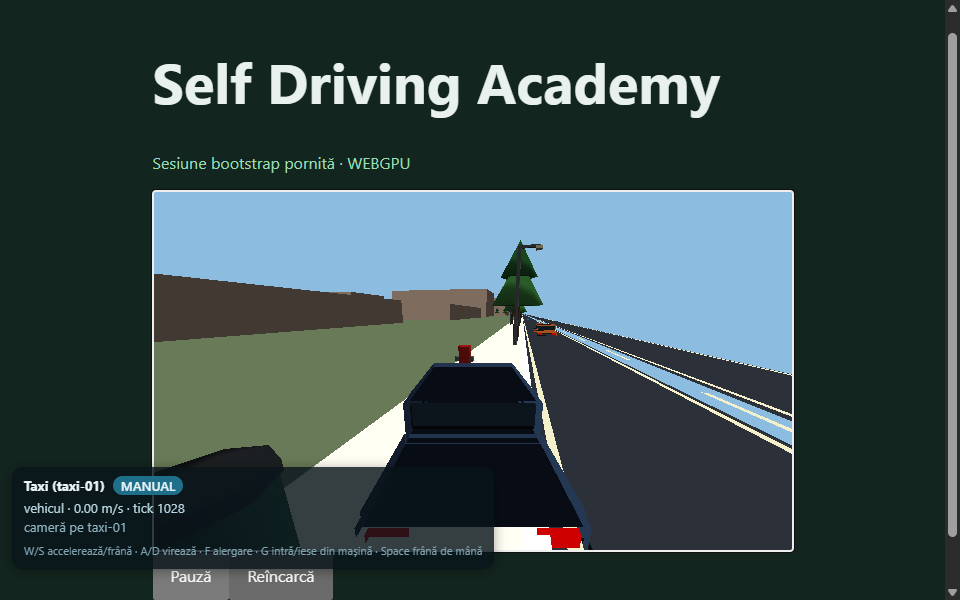 Self Driving Academy
Sesiune bootstrap pornită · WEBGPU
Taxi (taxi-01) MANUAL
vehicul · 0.00 m/s · tick 1028
cameră pe taxi-01
W/S accelerează/frână · A/D virează · F alergare · G intră/iese din mașină · Space frână de mână
Pauză Reîncarcă